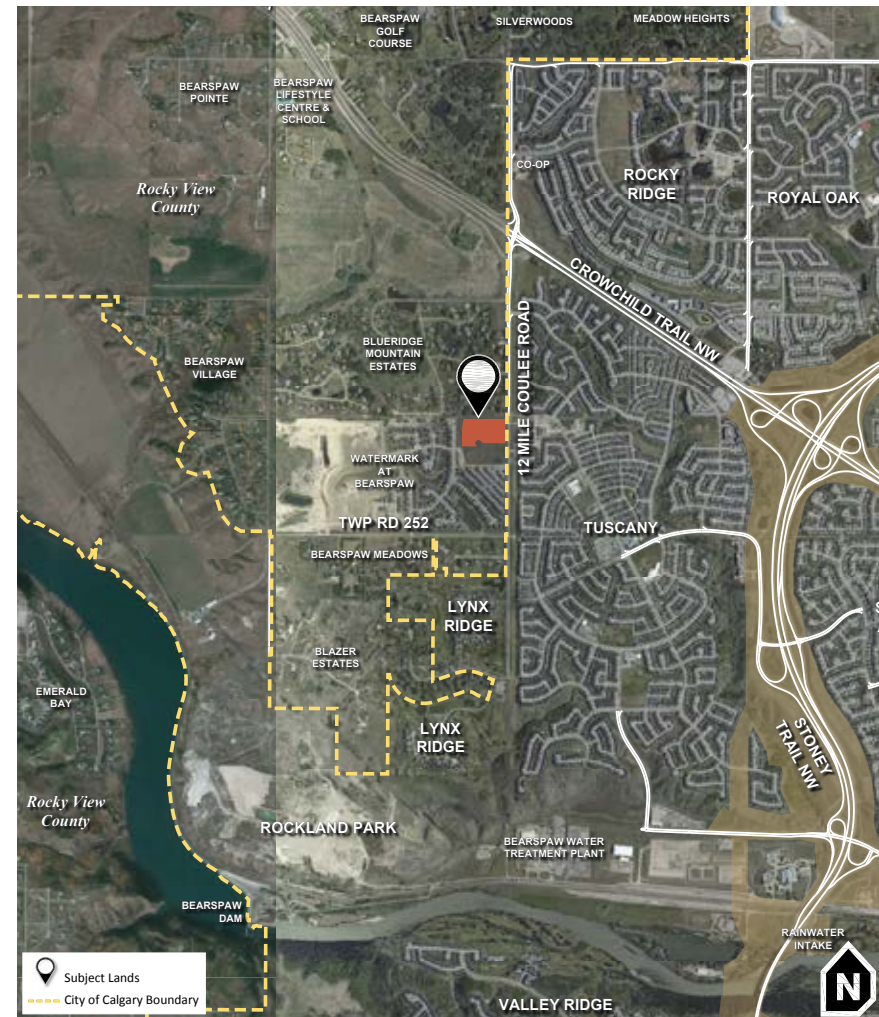 BEARSPAW
GOLF
COURSE
SILVERWOODS
MEADOW HEIGHTS
BEARSPAW
POINTE
BEARSPAW
LIFESTYLE
CENTRE &
SCHOOL
CO-OP
ROCKY
RIDGE
ROYAL OAK
Rocky View
County
CROWCHILD TRAIL NW
12 MILE COULEE ROAD
BLUERIDGE
MOUNTAIN
ESTATES
BEARSPAW
VILLAGE
WATERMARK
AT
BEARSPAW
TWP RD 252
TUSCANY
BEARSPAW MEADOWS
LYNX
RIDGE
BLAZER
ESTATES
EMERALD
BAY
LYNX
RIDGE
STONEY
TRAIL NW
Rocky View
County
ROCKLAND PARK
BEARSPAW WATER
TREATMENT PLANT
BEARSPAW
DAM
RAINWATER
INTAKE
VALLEY RIDGE
Subject Lands
City of Calgary Boundary
N